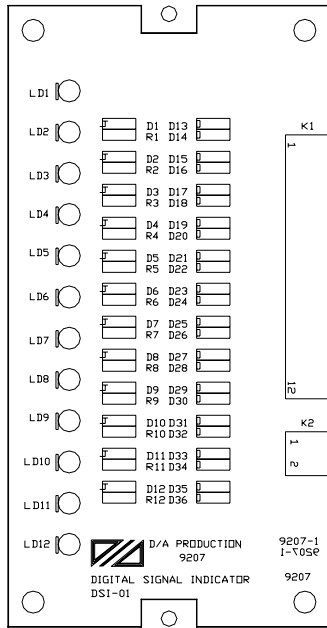 LD1
K1
LD2 D1 D13
R1 D14
1
D2 D15
R2 D16
LD3
D3 D17
R3 D18
LD4
D4 D19
R4 D20
LD5
D5 D21
R5 D22
LD6 D6 D23
R6 D24
D7 D25
LD7 R7 D26
D8 D27
LD8 R8 D28
D9 D29
12
R9 D30
LD9 D10 D31
K2
R10 D32
1
D11 D33
LD10 R11 D34
2
D12 D35
R12 D36
LD11
LD12 D/A PRODUCTION
9207-1
9207-1
9207
DIGITAL SIGNAL INDICATOR
9207
DSI-01